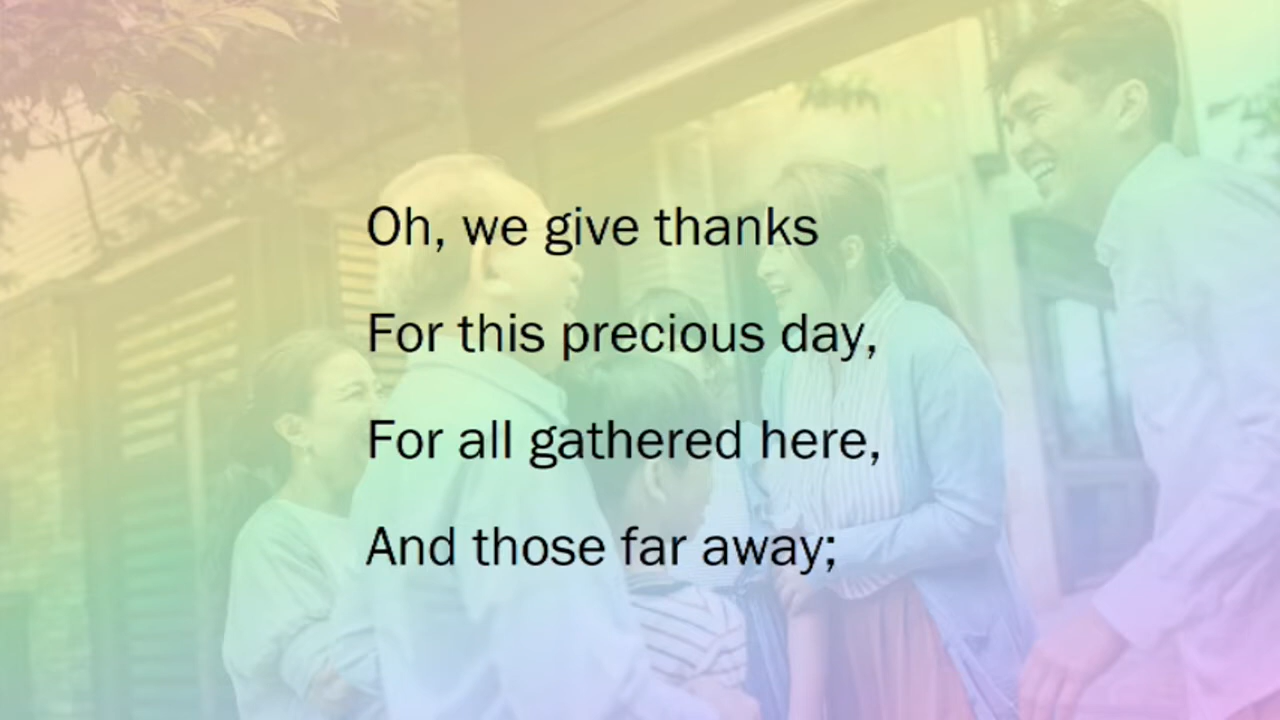 Oh, we give thanks
For this precious day,
For all gathered here,
And those far away;